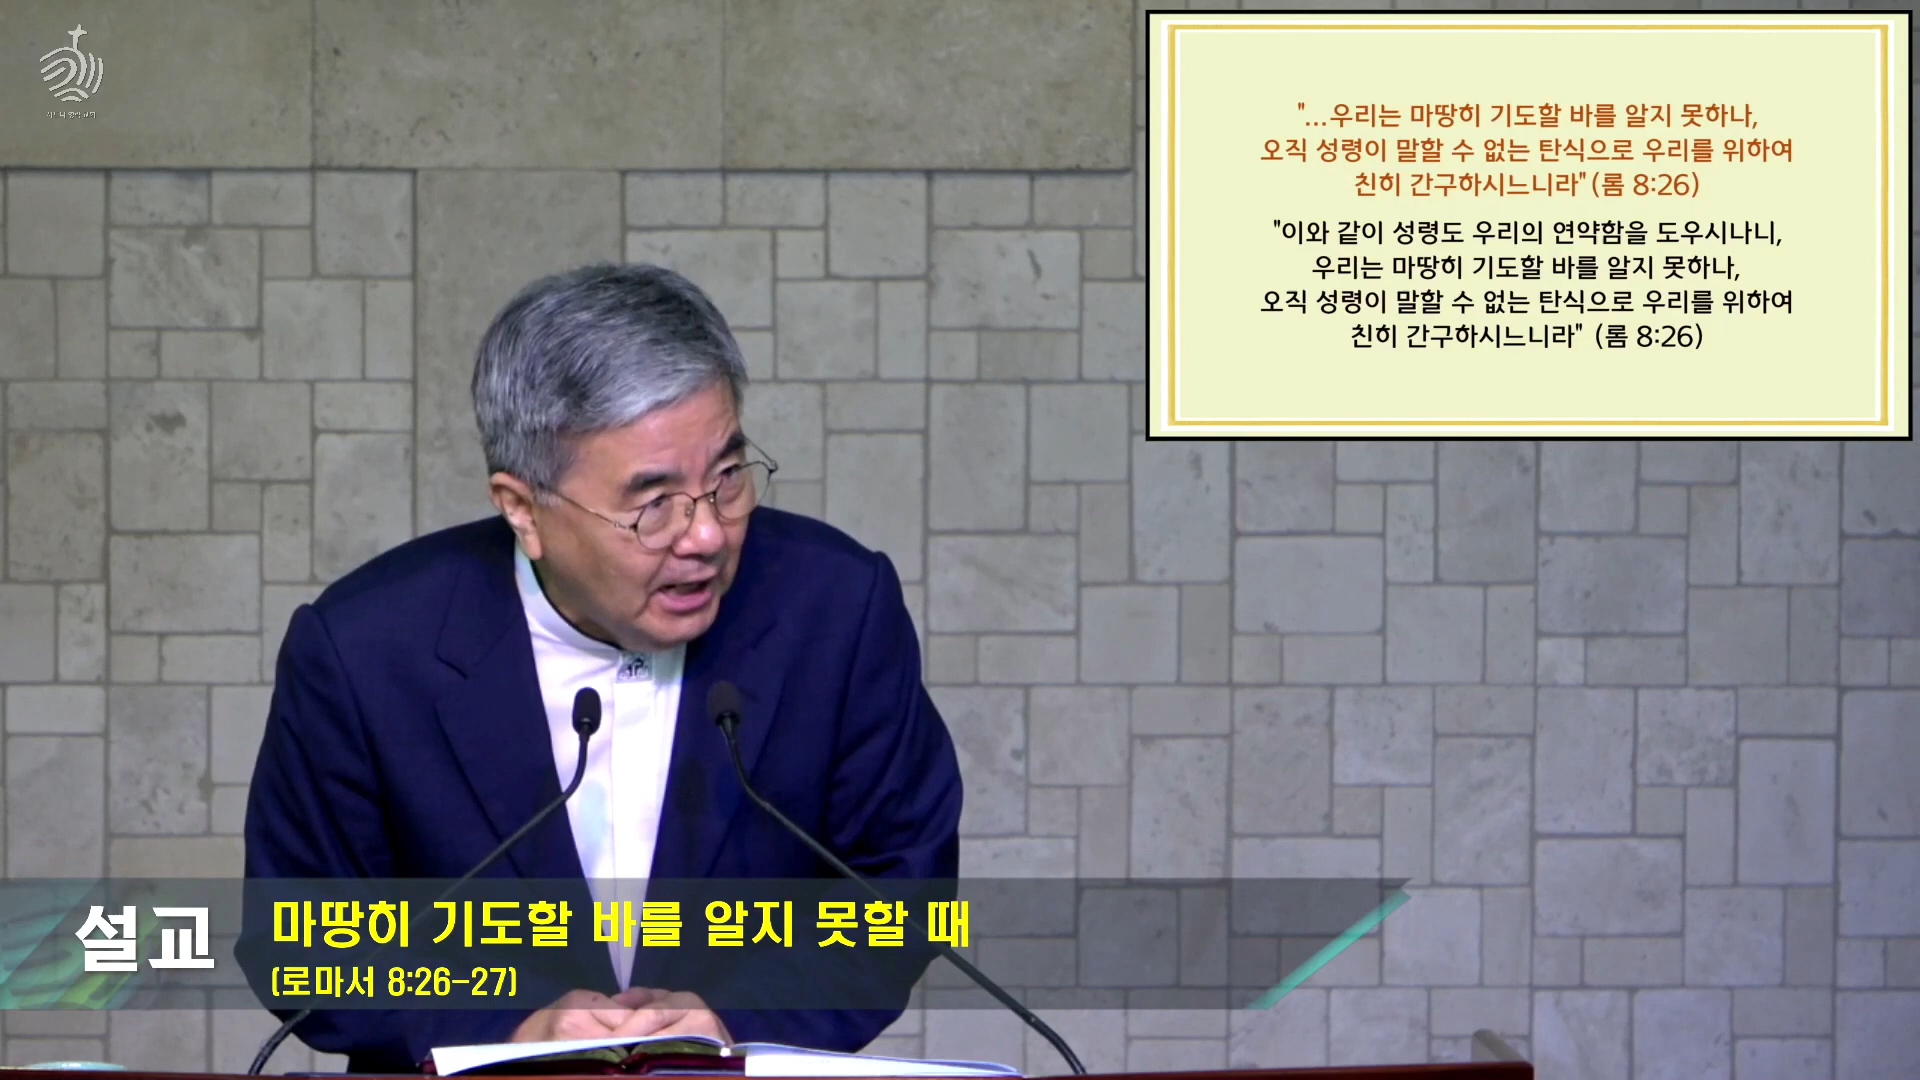 "...우리는 마땅히 기도할 바를 알지 못하나,
오직 성령이 말할 수 없는 탄식으로 우리를 위하여
친히 간구하시느니라"(롬 8:26)
"이와 같이 성령도 우리의 연약함을 도우시나니,
우리는 마땅히 기도할 바를 알지 못하나,
오직 성령이 말할 수 없는 탄식으로 우리를 위하여
친히 간구하시느니라" (롬 8:26)
설교
마땅히 기도할 바를 알지 못할 때
(로마서 8:26-27)